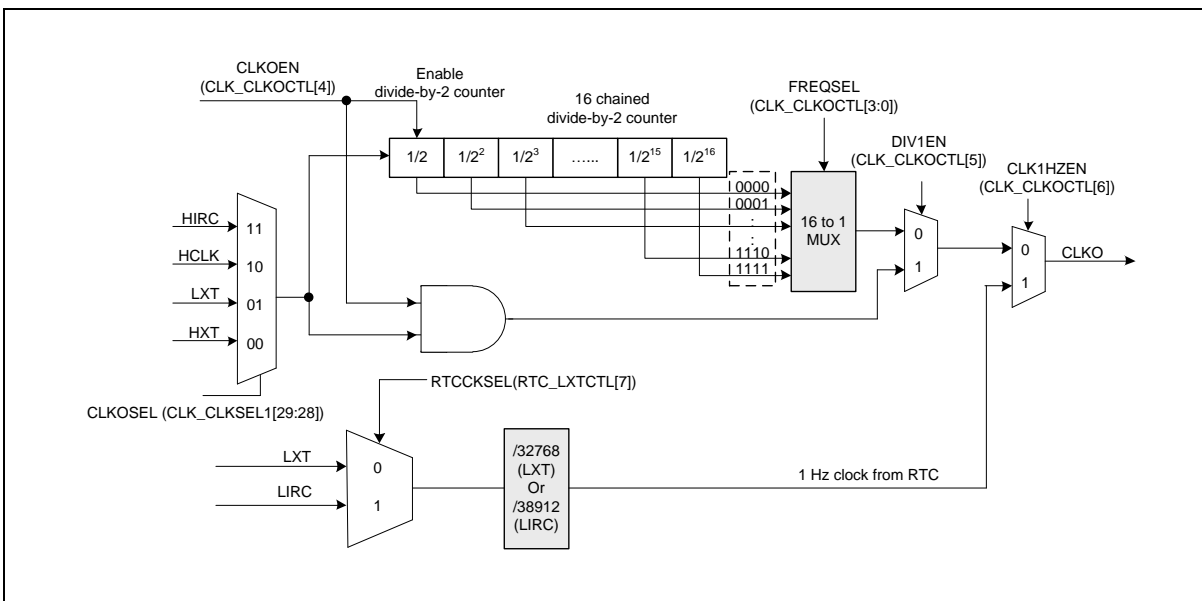 CLKOEN
(CLK_CLKOCTL[4])
Enable
divide-by-2 counter
16 chained
divide-by-2 counter
FREQSEL
(CLK_CLKOCTL[3:0])
DIV1EN
(CLK_CLKOCTL[5])
CLK1HZEN
(CLK_CLKOCTL[6])
1/2
1/2²
1/2³
…...
1/2¹⁵
1/2¹⁶
0000
0001
:
:
1110
1111
16 to 1
MUX
0
1
0
1
CLKO
HIRC
11
HCLK
10
LXT
01
HXT
00
CLKOSEL (CLK_CLKSEL1[29:28])
RTCCKSEL(RTC_LXTCTL[7])
LXT
0
LIRC
1
/32768
(LXT)
Or
/38912
(LIRC)
1 Hz clock from RTC